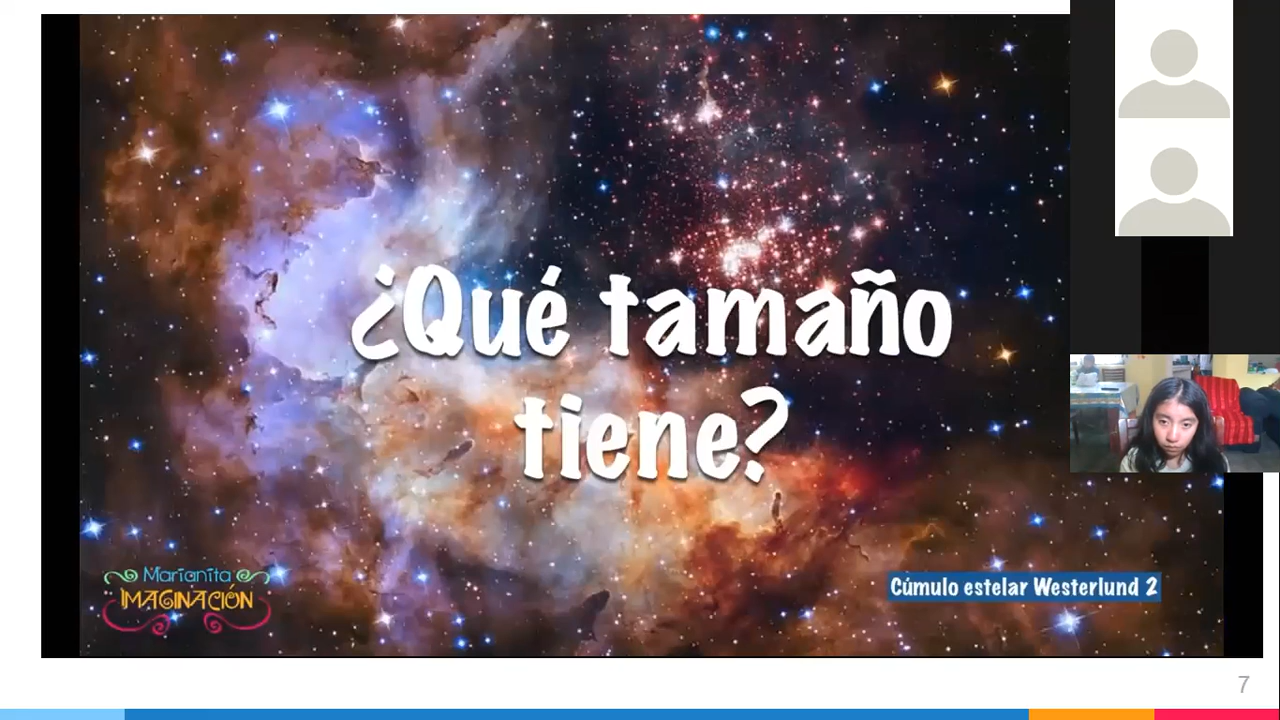 ¿Qué tamaño
tiene?
Marianita
IMAGINACIÓN
Cúmulo estelar Westerlund 2
7